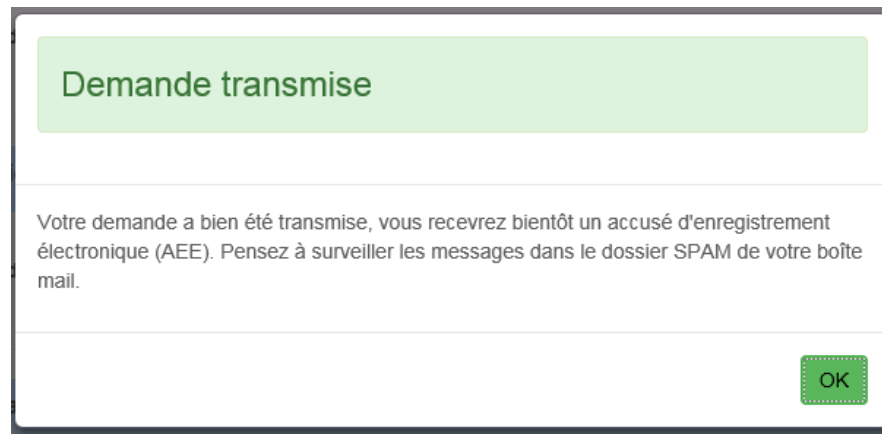 Demande transmise
Votre demande a bien été transmise, vous recevrez bientôt un accusé d'enregistrement
électronique (AEE). Pensez à surveiller les messages dans le dossier SPAM de votre boîte
mail.
OK